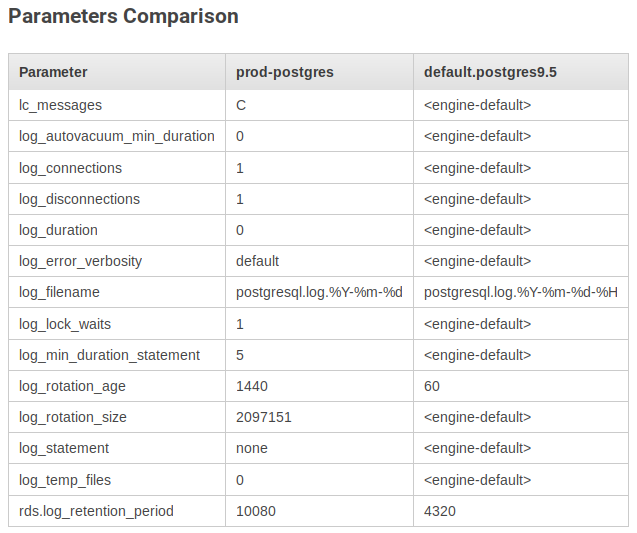 Parameters Comparison
Parameter prod-postgres default.postgres9.5
lc_messages C <engine-default>
log_autovacuum_min_duration 0 <engine-default>
log_connections 1 <engine-default>
log_disconnections 1 <engine-default>
log_duration 0 <engine-default>
log_error_verbosity default <engine-default>
log_filename postgresql.log.%Y-%m-%d postgresql.log.%Y-%m-%d-%H
log_lock_waits 1 <engine-default>
log_min_duration_statement 5 <engine-default>
log_rotation_age 1440 60
log_rotation_size 2097151 <engine-default>
log_statement none <engine-default>
log_temp_files 0 <engine-default>
rds.log_retention_period 10080 4320